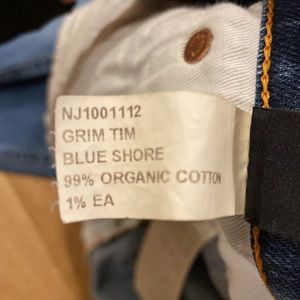 NJ1001112
GRIM TIM
BLUE SHORE
99% ORGANIC COTTON
1% EA